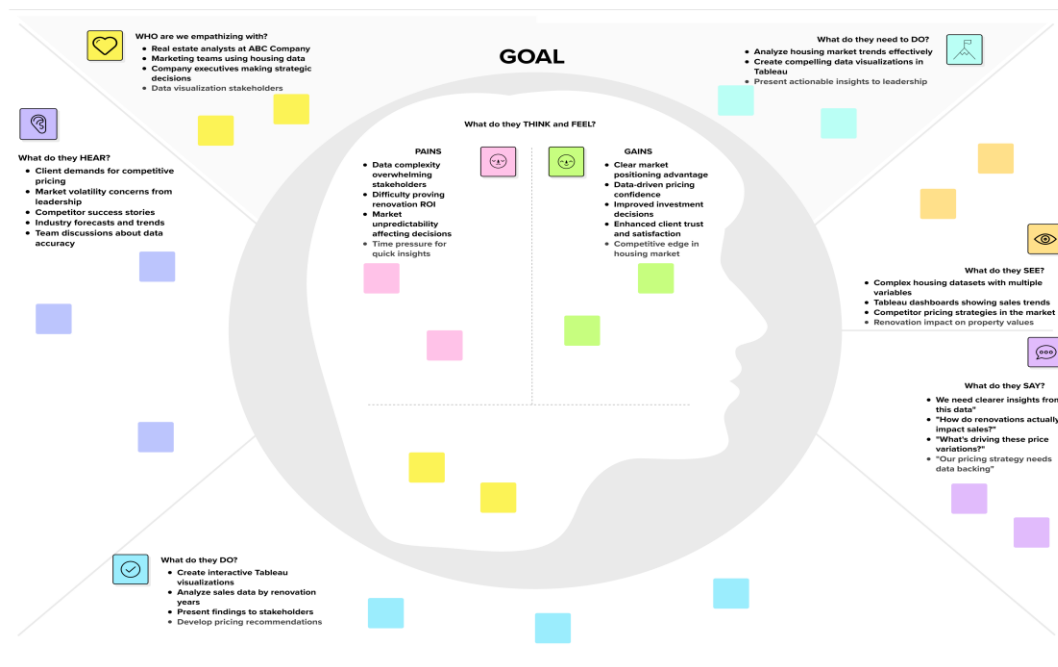 WHO are we empathizing with?
• Real estate analysts at ABC Company
• Marketing teams using housing data
• Company executives making strategic
decisions
• Data visualization stakeholders
GOAL
What do they need to DO?
• Analyze housing market trends effectively
• Create compelling data visualizations in
Tableau
• Present actionable insights to leadership
What do they HEAR?
• Client demands for competitive
pricing
• Market volatility concerns from
leadership
• Competitor success stories
• Industry forecasts and trends
• Team discussions about data
accuracy
What do they THINK and FEEL?
PAINS
• Data complexity
overwhelming
stakeholders
• Difficulty proving
renovation ROI
• Market
unpredictability
affecting decisions
• Time pressure for
quick insights
GAINS
• Clear market
positioning advantage
• Data-driven pricing
confidence
• Improved investment
decisions
• Enhanced client trust
and satisfaction
• Competitive edge in
housing market
What do they SEE?
• Complex housing datasets with multiple
variables
• Tableau dashboards showing sales trends
• Competitor pricing strategies in the market
• Renovation impact on property values
What do they SAY?
• We need clearer insights from
this data"
• "How do renovations actually
impact sales?"
• "What's driving these price
variations?"
• "Our pricing strategy needs
data backing"
What do they DO?
• Create interactive Tableau
visualizations
• Analyze sales data by renovation
years
• Present findings to stakeholders
• Develop pricing recommendations